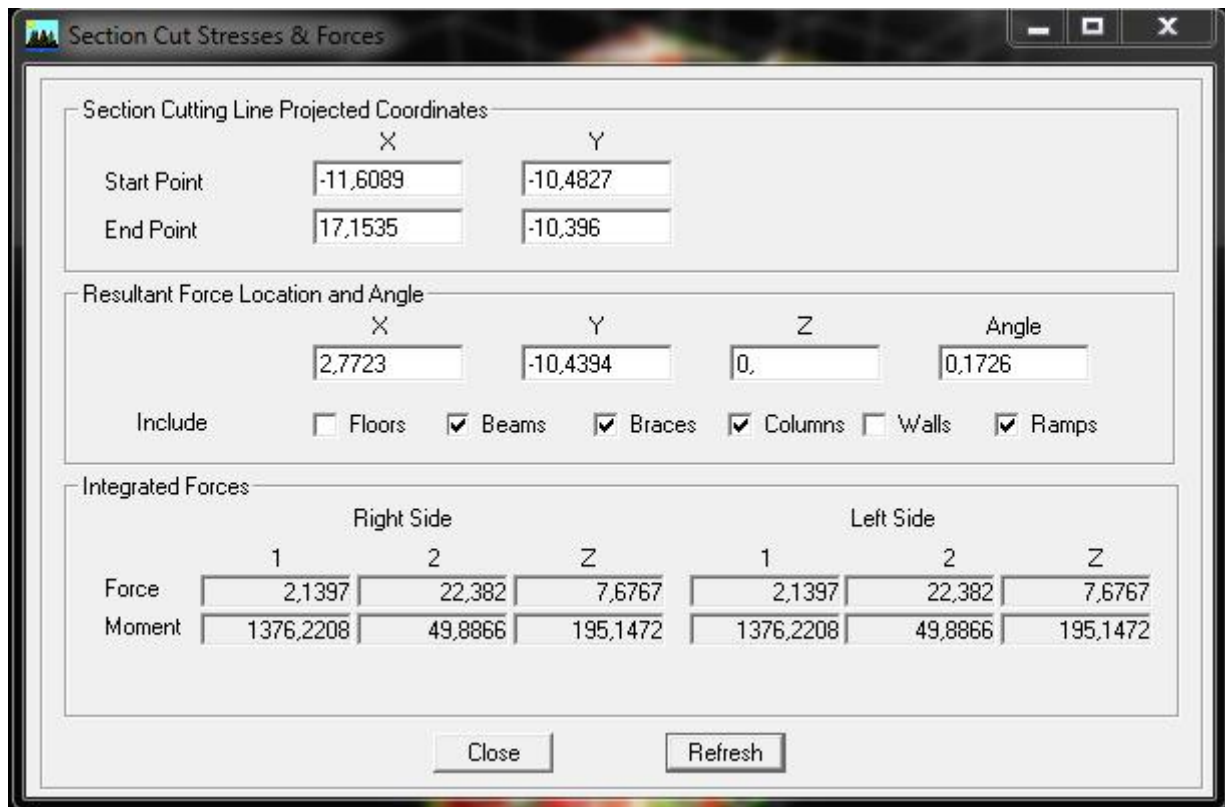 Section Cut Stresses & Forces
Section Cutting Line Projected Coordinates
X Y
Start Point -11,6089 -10,4827
End Point 17,1535 -10,396
Resultant Force Location and Angle
X Y Z Angle
2,7723 -10,4394 0, 0,1726
Include Floors Beams Braces Columns Walls Ramps
Integrated Forces
Right Side Left Side
1 2 Z 1 2 Z
Force 2,1397 22,382 7,6767 2,1397 22,382 7,6767
Moment 1376,2208 49,8866 195,1472 1376,2208 49,8866 195,1472
Close Refresh